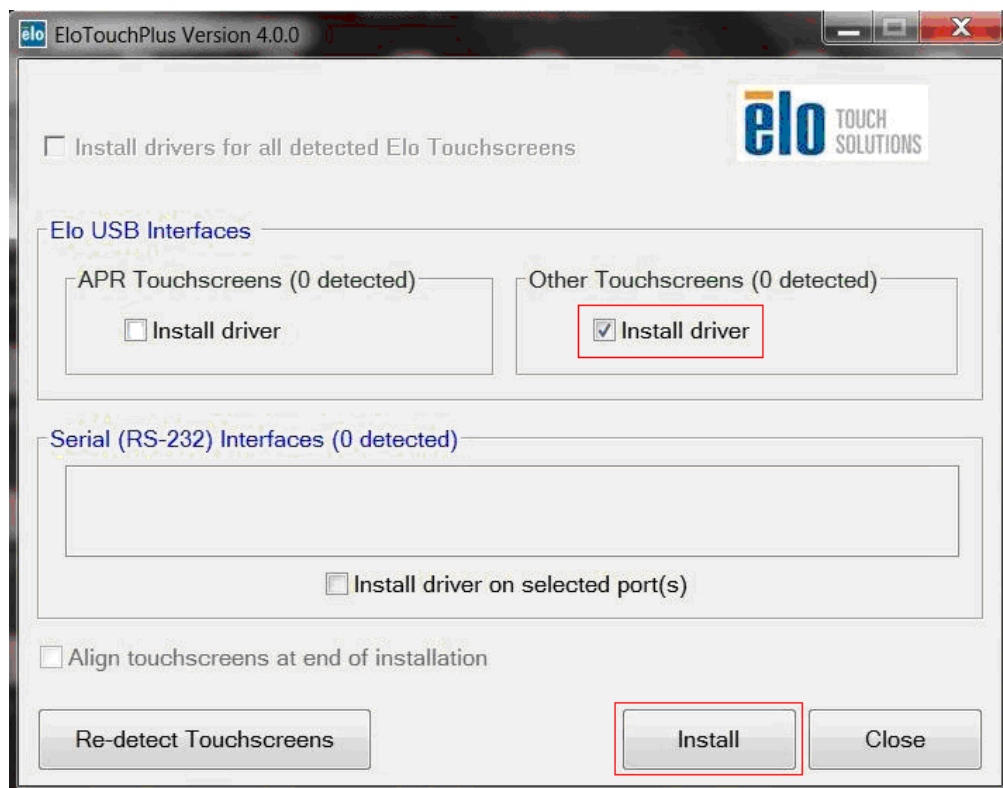 elo EloTouchPlus Version 4.0.0
Install drivers for all detected Elo Touchscreens
ēlo TOUCH SOLUTIONS
Elo USB Interfaces
APR Touchscreens (0 detected)
Install driver
Other Touchscreens (0 detected)
Install driver
Serial (RS-232) Interfaces (0 detected)
Install driver on selected port(s)
Align touchscreens at end of installation
Re-detect Touchscreens
Install
Close